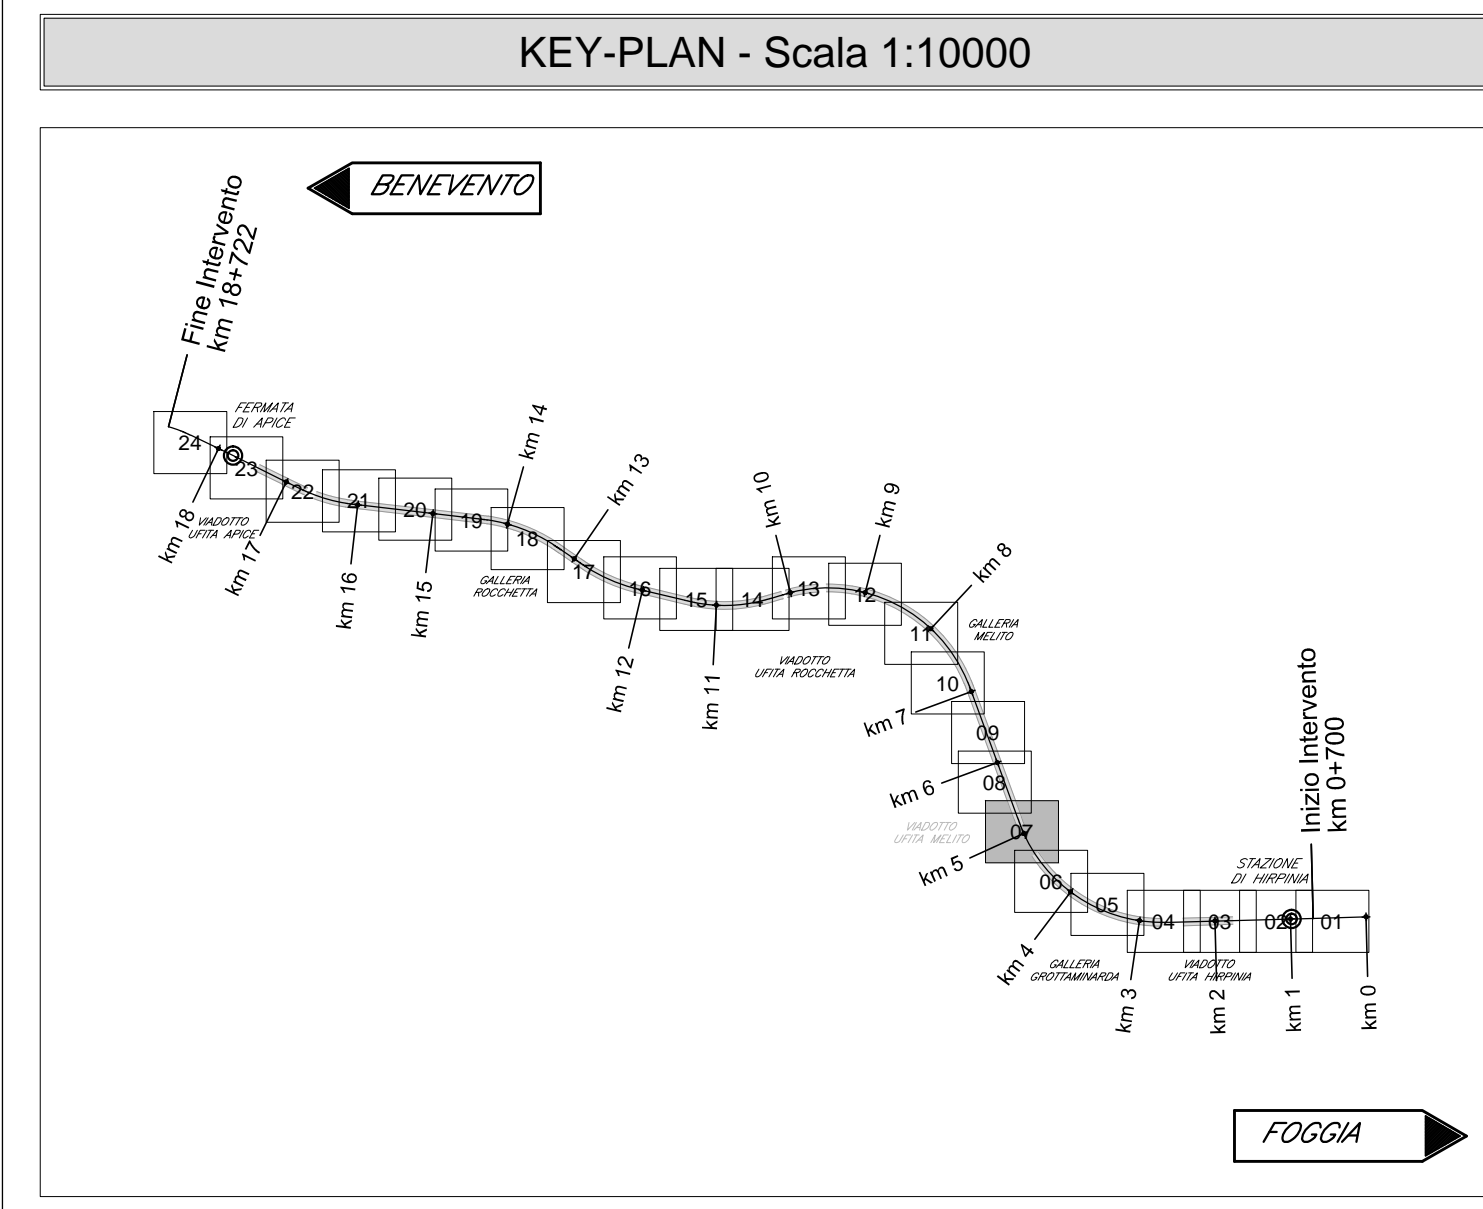 KEY-PLAN - Scala 1:10000
BENEVENTO
Fine Intervento
km 18+722
FERMATA
DI APICE
24
23
22
21
20
19
18
17
16
15
14
13
12
11
10
09
08
07
06
05
04
03
02
01
km 18
VIADOTTO
UFITA APICE
km 17
km 16
km 15
km 14
GALLERIA
ROCCHETTA
km 13
km 12
km 11
km 10
VIADOTTO
UFITA ROCCHETTA
km 9
km 8
GALLERIA
MELITO
km 7
km 6
VIADOTTO
UFITA MELITO
km 5
km 4
GALLERIA
GROTTAMINARDA
km 3
VIADOTTO
UFITA HIRPINIA
km 2
STAZIONE
DI HIRPINIA
km 1
Inizio Intervento
km 0+700
km 0
FOGGIA